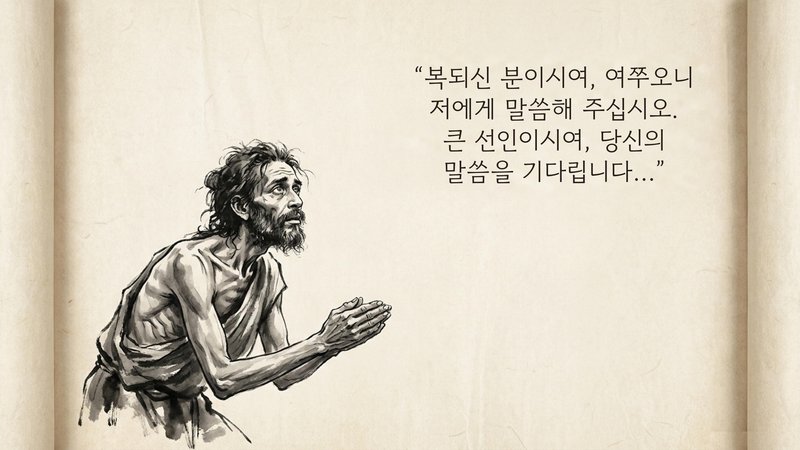 “복되신 분이시여, 여쭈오니
저에게 말씀해 주십시오.
큰 선인이시여, 당신의
말씀을 기다립니다...”